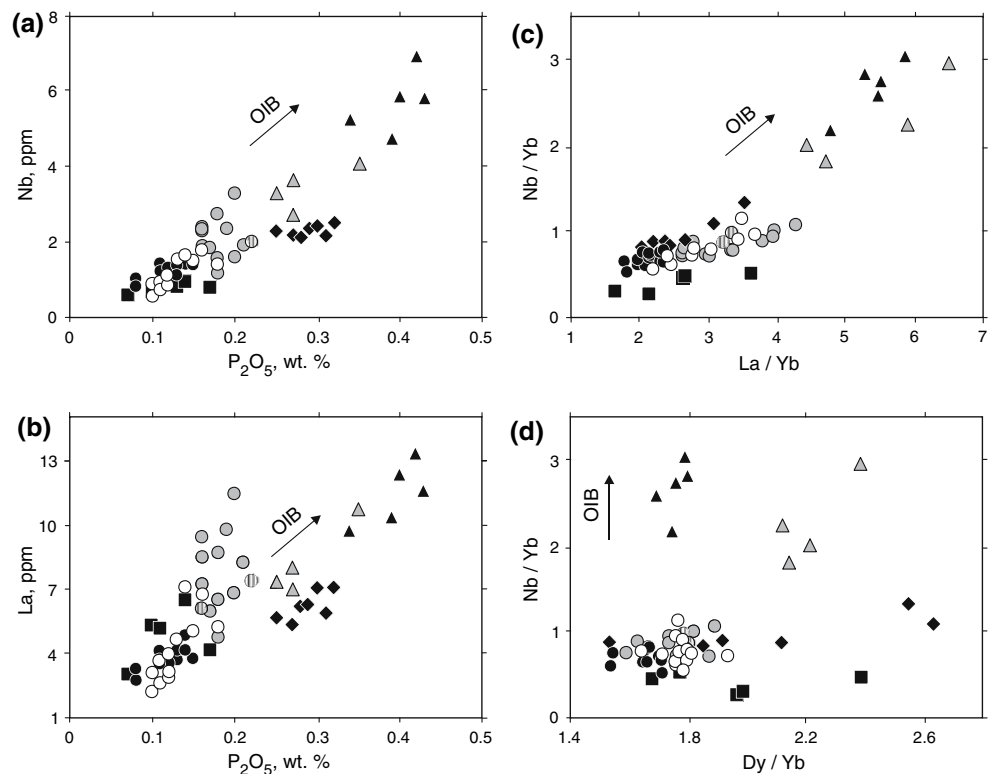 (a)
8
6
4
2
0
Nb, ppm
OIB
0 0.1 0.2 0.3 0.4 0.5
P2O5, wt. %
(c)
3
2
1
0
Nb / Yb
OIB
1 2 3 4 5 6 7
La / Yb
(b)
13
10
7
4
1
La, ppm
OIB
0 0.1 0.2 0.3 0.4 0.5
P2O5, wt. %
(d)
3
2
1
0
Nb / Yb
OIB
1.4 1.8 2.2 2.6
Dy / Yb